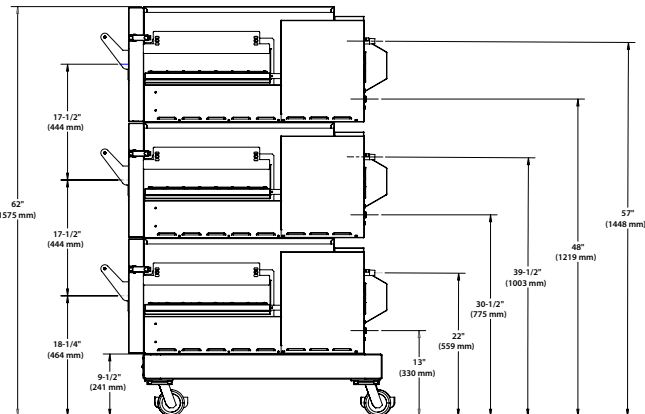 17-1/2"
(444 mm)
62"
(1575 mm)
17-1/2"
(444 mm)
18-1/4"
(464 mm)
9-1/2"
(241 mm)
57"
(1448 mm)
48"
(1219 mm)
39-1/2"
(1003 mm)
30-1/2"
(775 mm)
22"
(559 mm)
13"
(330 mm)